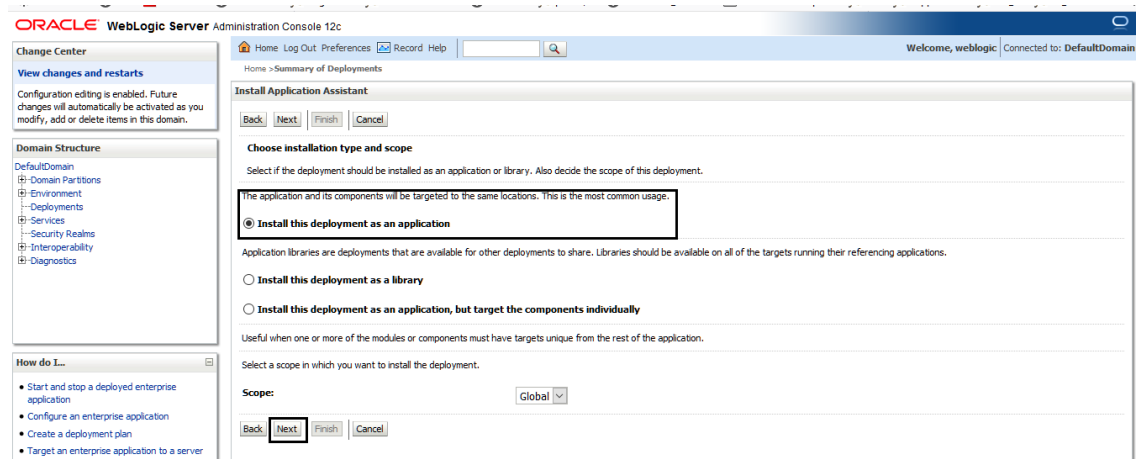 ORACLE WebLogic Server Administration Console 12c
Change Center
View changes and restarts
Configuration editing is enabled. Future
changes will automatically be activated as you
modify, add or delete items in this domain.
Domain Structure
DefaultDomain
Domain Partitions
Environment
Deployments
Services
Security Realms
Interoperability
Diagnostics
How do I...
Start and stop a deployed enterprise
application
Configure an enterprise application
Create a deployment plan
Target an enterprise application to a server
Home Log Out Preferences Record Help
Welcome, weblogic Connected to: DefaultDomain
Home >Summary of Deployments
Install Application Assistant
Back Next Finish Cancel
Choose installation type and scope
Select if the deployment should be installed as an application or library. Also decide the scope of this deployment.
The application and its components will be targeted to the same locations. This is the most common usage.
Install this deployment as an application
Application libraries are deployments that are available for other deployments to share. Libraries should be available on all of the targets running their referencing applications.
Install this deployment as a library
Install this deployment as an application, but target the components individually
Useful when one or more of the modules or components must have targets unique from the rest of the application.
Select a scope in which you want to install the deployment.
Scope: Global
Back Next Finish Cancel